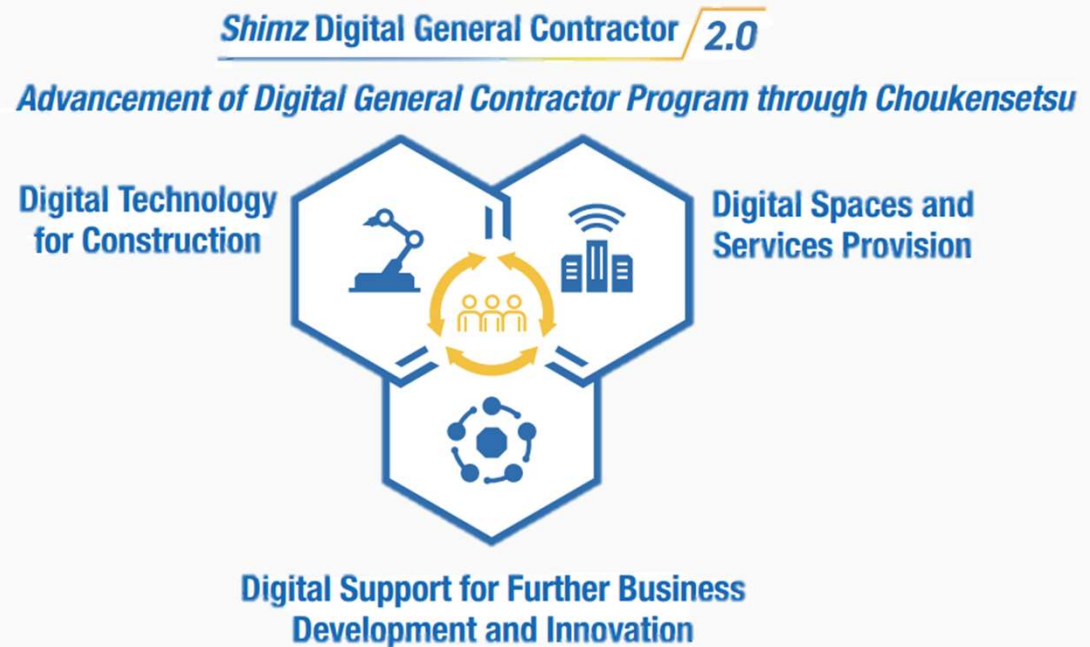 Shimz Digital General Contractor 2.0
Advancement of Digital General Contractor Program through Choukensetsu
Digital Technology
for Construction
Digital Spaces and
Services Provision
Digital Support for Further Business
Development and Innovation